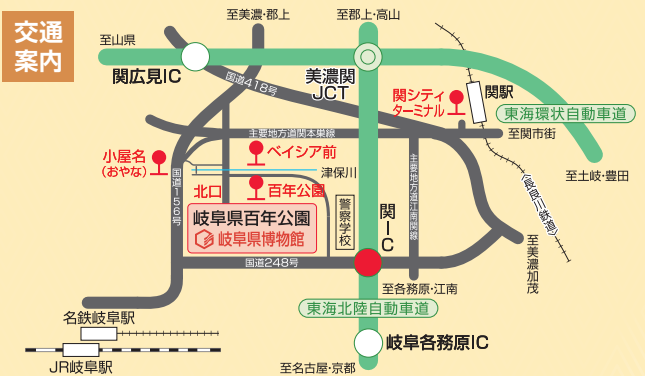 交通
案内
至美濃・郡上
至郡上・高山
至山県
関広見IC
国道418号
美濃関
JCT
関シティ
ターミナル
関駅
東海環状自動車道
主要地方道関本巣線
至関市街
小屋名
(おやな)
ベイシア前
津保川
国道156号
北口
百年公園
主要地方道江南関線
至土岐・豊田
《長良川鉄道》
岐阜県百年公園
岐阜県博物館
警察学校
関IC
国道248号
至美濃加茂
至各務原・江南
東海北陸自動車道
名鉄岐阜駅
岐阜各務原IC
JR岐阜駅
至名古屋・京都